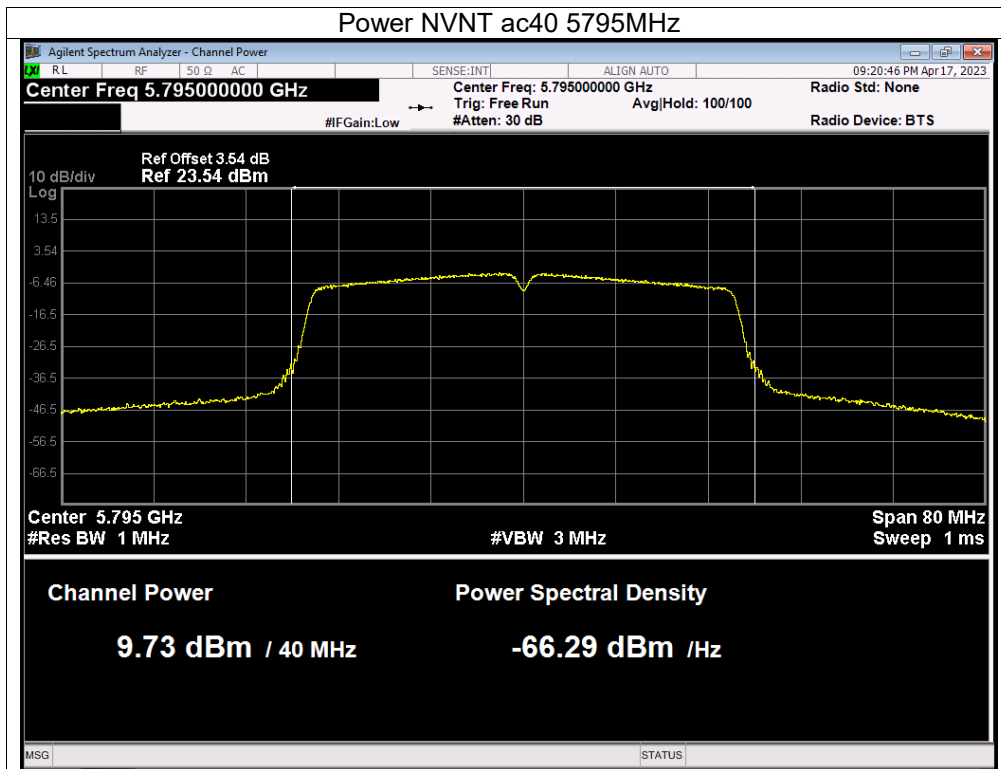 Power NVNT ac40 5795MHz
Agilent Spectrum Analyzer - Channel Power
LXI RL RF 50 Ω AC SENSE:INT ALIGN AUTO 09:20:46 PM Apr 17, 2023
Center Freq 5.795000000 GHz Center Freq: 5.795000000 GHz Radio Std: None
Trig: Free Run Avg|Hold: 100/100
#IFGain:Low #Atten: 30 dB Radio Device: BTS
Ref Offset 3.54 dB
10 dB/div Ref 23.54 dBm
Log
13.5
3.54
-6.46
-16.5
-26.5
-36.5
-46.5
-56.5
-66.5
Center 5.795 GHz Span 80 MHz
#Res BW 1 MHz #VBW 3 MHz Sweep 1 ms
Channel Power Power Spectral Density
9.73 dBm / 40 MHz -66.29 dBm /Hz
MSG STATUS